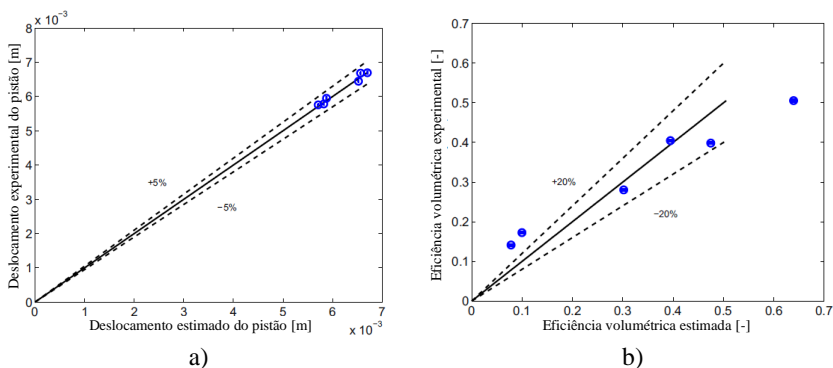 8 x 10⁻³
7
6
5
4
3
2
1
0
Deslocamento experimental do pistão [m]
+5%
−5%
0 1 2 3 4 5 6 7
Deslocamento estimado do pistão [m]
x 10⁻³
a)
0.7
0.6
0.5
0.4
0.3
0.2
0.1
0
Eficiência volumétrica experimental [-]
+20%
−20%
0 0.1 0.2 0.3 0.4 0.5 0.6 0.7
Eficiência volumétrica estimada [-]
b)